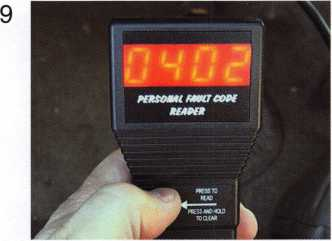 9
0402
PERSONAL FAULT CODE
READER
PRESS TO
READ
PRESS AND HOLD
TO CLEAR